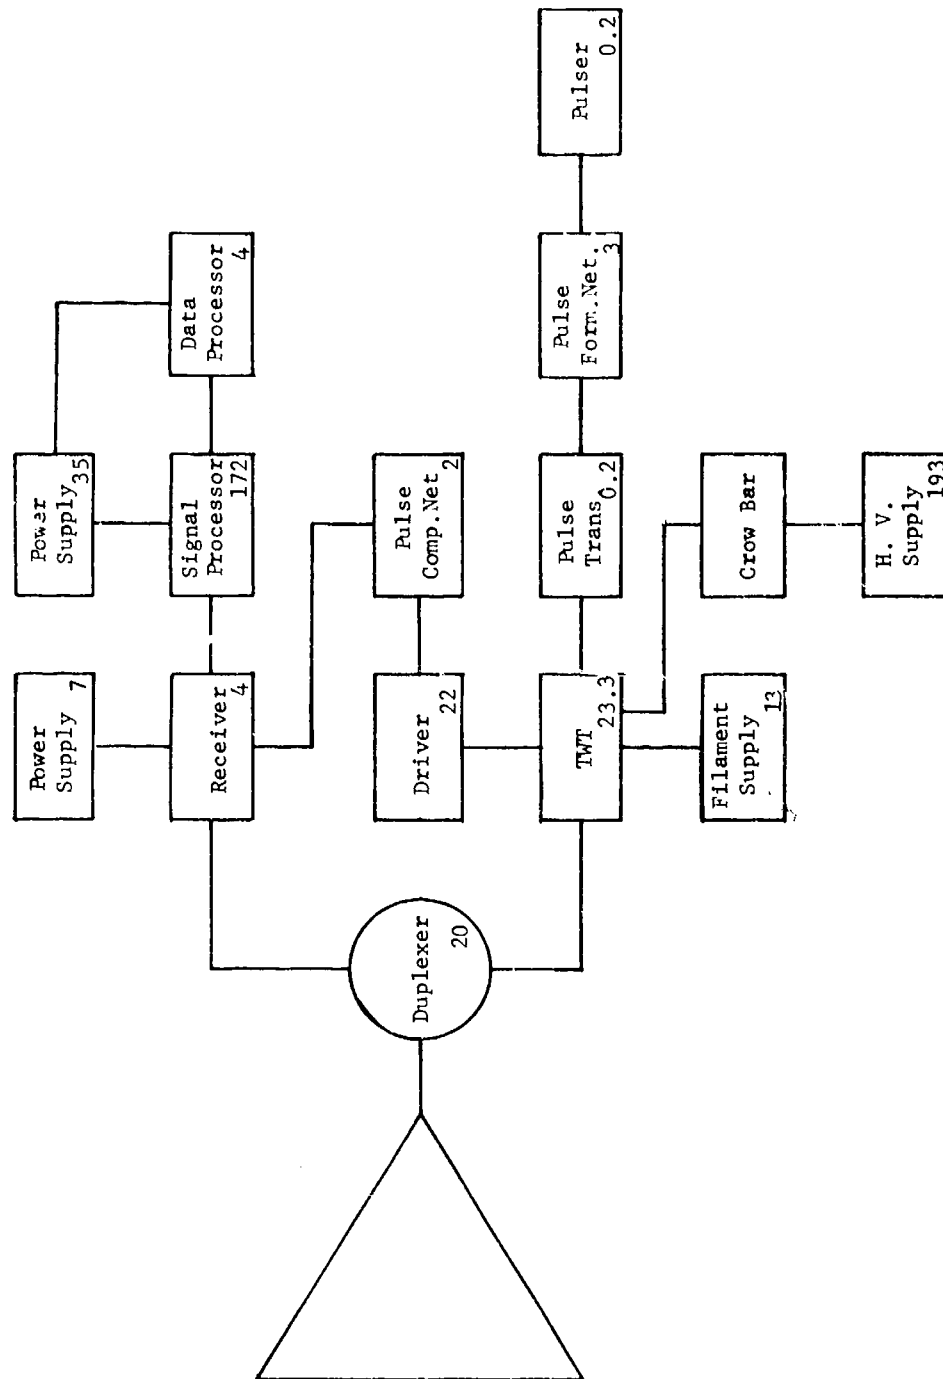 Power
Supply
7
Power
Supply
35
Receiver
4
Signal
Processor
172
Data
Processor
4
Duplexer
20
Driver
22
Pulse
Comp.Net
2
TWT
23.3
Pulse
Trans
0.2
Pulse
Form.Net.
3
Pulser
0.2
Filament
Supply
13
Crow Bar
H. V.
Supply
193